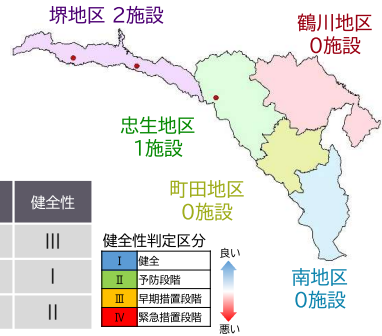 堺地区 2施設
鶴川地区
0施設
忠生地区
1施設
町田地区
0施設
南地区
0施設
健全性
Ⅲ
Ⅰ
Ⅱ
健全性判定区分
Ⅰ 健全
Ⅱ 予防段階
Ⅲ 早期措置段階
Ⅳ 緊急措置段階
良い
悪い